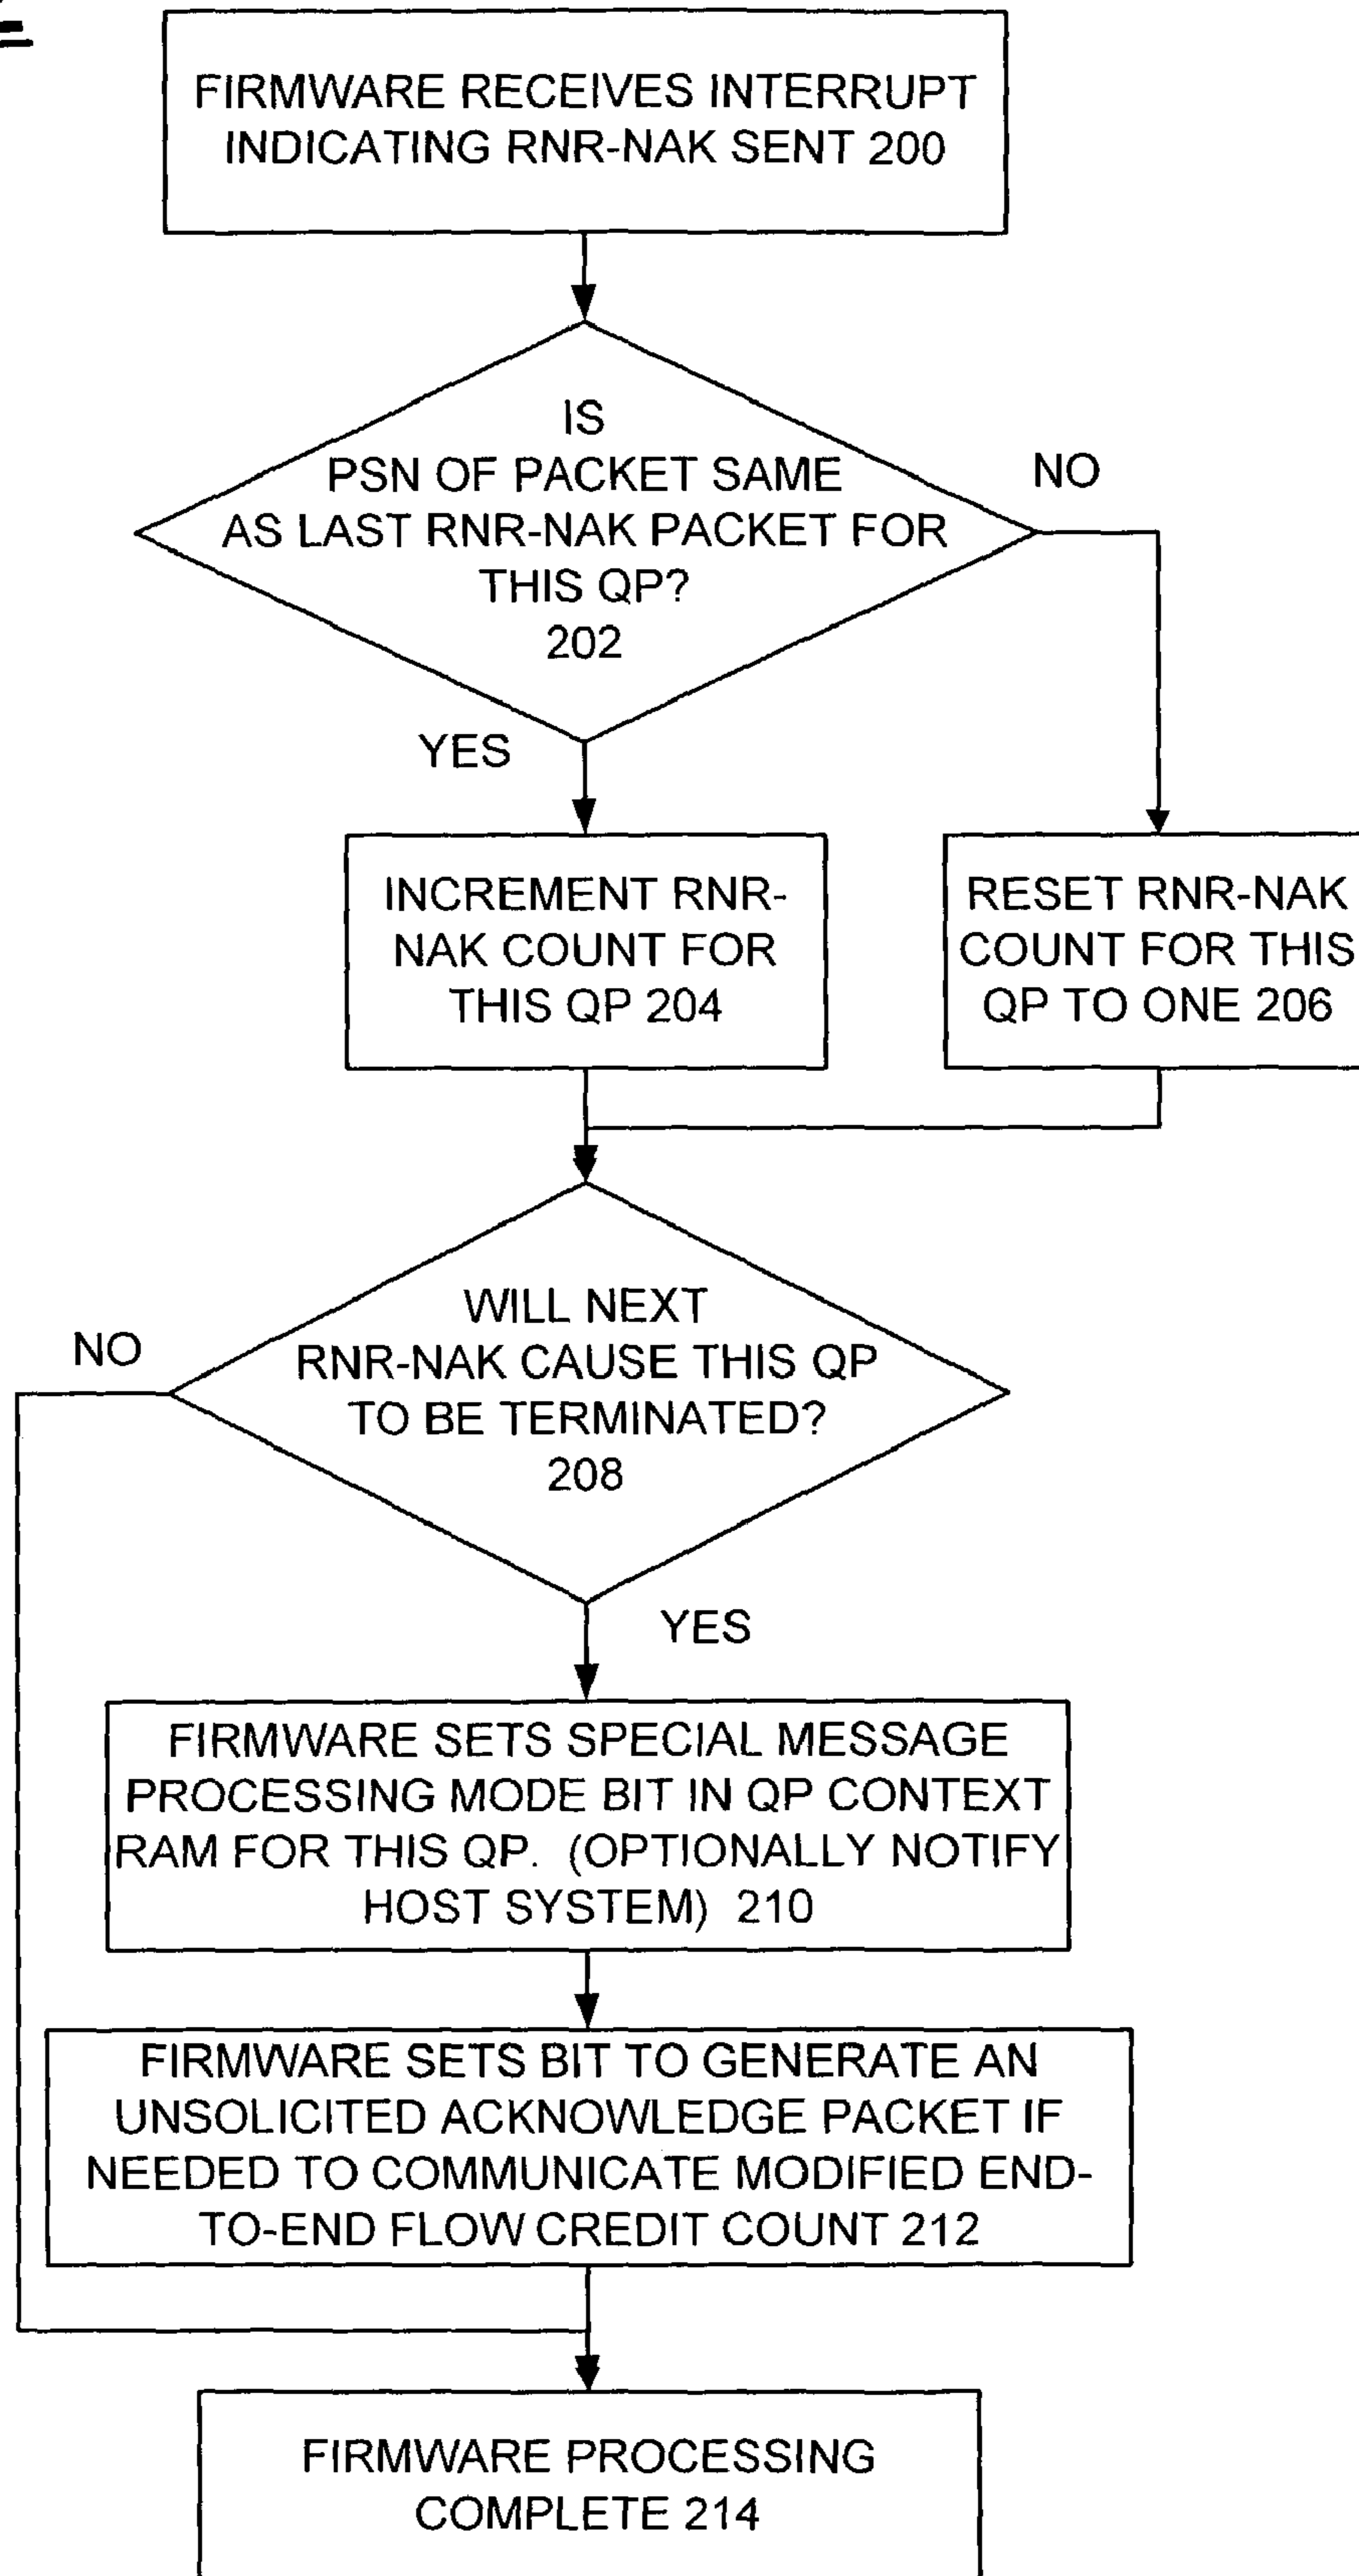 FIRMWARE RECEIVES INTERRUPT
INDICATING RNR-NAK SENT 200
IS
PSN OF PACKET SAME
AS LAST RNR-NAK PACKET FOR
THIS QP?
202
NO
YES
INCREMENT RNR-
NAK COUNT FOR
THIS QP 204
RESET RNR-NAK
COUNT FOR THIS
QP TO ONE 206
WILL NEXT
RNR-NAK CAUSE THIS QP
TO BE TERMINATED?
208
NO
YES
FIRMWARE SETS SPECIAL MESSAGE
PROCESSING MODE BIT IN QP CONTEXT
RAM FOR THIS QP. (OPTIONALLY NOTIFY
HOST SYSTEM) 210
FIRMWARE SETS BIT TO GENERATE AN
UNSOLICITED ACKNOWLEDGE PACKET IF
NEEDED TO COMMUNICATE MODIFIED END-
TO-END FLOW CREDIT COUNT 212
FIRMWARE PROCESSING
COMPLETE 214